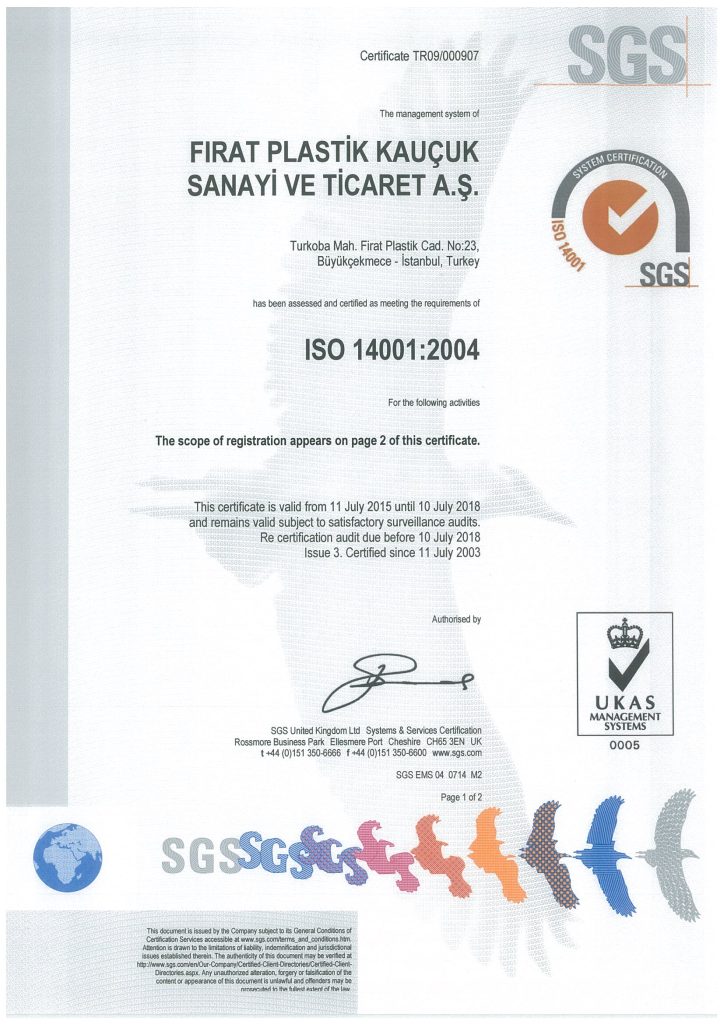 Certificate TR09/000907
SGS
The management system of
FIRAT PLASTİK KAUÇUK
SANAYİ VE TİCARET A.Ş.
SYSTEM CERTIFICATION
ISO 14001
SGS
Turkoba Mah. Firat Plastik Cad. No:23,
Büyükçekmece - İstanbul, Turkey
has been assessed and certified as meeting the requirements of
ISO 14001:2004
For the following activities
The scope of registration appears on page 2 of this certificate.
This certificate is valid from 11 July 2015 until 10 July 2018
and remains valid subject to satisfactory surveillance audits.
Re certification audit due before 10 July 2018
Issue 3. Certified since 11 July 2003
Authorised by
UKAS
MANAGEMENT
SYSTEMS
0005
SGS United Kingdom Ltd Systems & Services Certification
Rossmore Business Park Ellesmere Port Cheshire CH65 3EN UK
t +44 (0)151 350-6666 f +44 (0)151 350-6600 www.sgs.com
SGS EMS 04 0714 M2
Page 1 of 2
SGS SGS SGS
This document is issued by the Company subject to its General Conditions of
Certification Services accessible at www.sgs.com/terms_and_conditions.htm.
Attention is drawn to the limitations of liability, indemnification and jurisdictional
issues established therein. The authenticity of this document may be verified at
http://www.sgs.com/en/Our-Company/Certified-Client-Directories/Certified-Client-
Directories.aspx. Any unauthorized alteration, forgery or falsification of the
content or appearance of this document is unlawful and offenders may be
prosecuted to the fullest extent of the law.